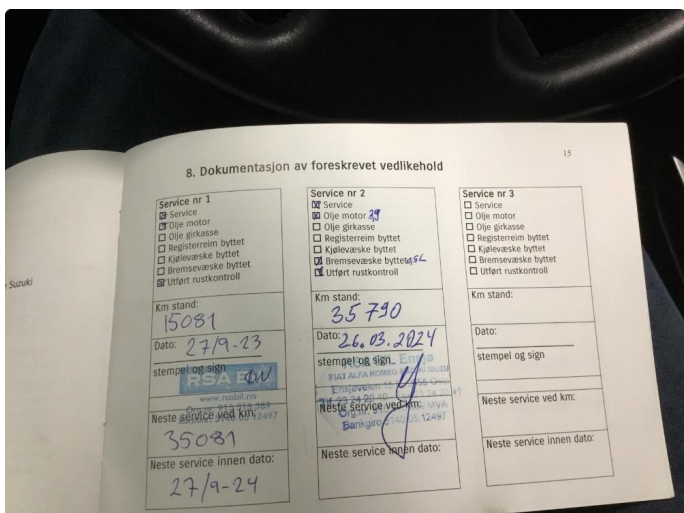 15
8. Dokumentasjon av foreskrevet vedlikehold
Suzuki
Service nr 1
Service
Olje motor
Olje girkasse
Registerreim byttet
Kjølevæske byttet
Bremsevæske byttet
Utført rustkontroll
Km stand:
15081
Dato: 27/9-23
stempel og sign
RSA
www.rsabil.no
Neste service ved km:
35081
Neste service innen dato:
27/9-24
Service nr 2
Service
Olje motor 3,9
Olje girkasse
Registerreim byttet
Kjølevæske byttet
Bremsevæske byttet 0,5L
Utført rustkontroll
Km stand:
35790
Dato: 26.03.2024
stempel og sign
Ensjø
FIAT ALFA ROMEO
Ensjøveien
Neste service ved km:
Org.nr.
MVA
Bankgiro
12497
Neste service innen dato:
Service nr 3
Service
Olje motor
Olje girkasse
Registerreim byttet
Kjølevæske byttet
Bremsevæske byttet
Utført rustkontroll
Km stand:
Dato:
stempel og sign
Neste service ved km:
Neste service innen dato: